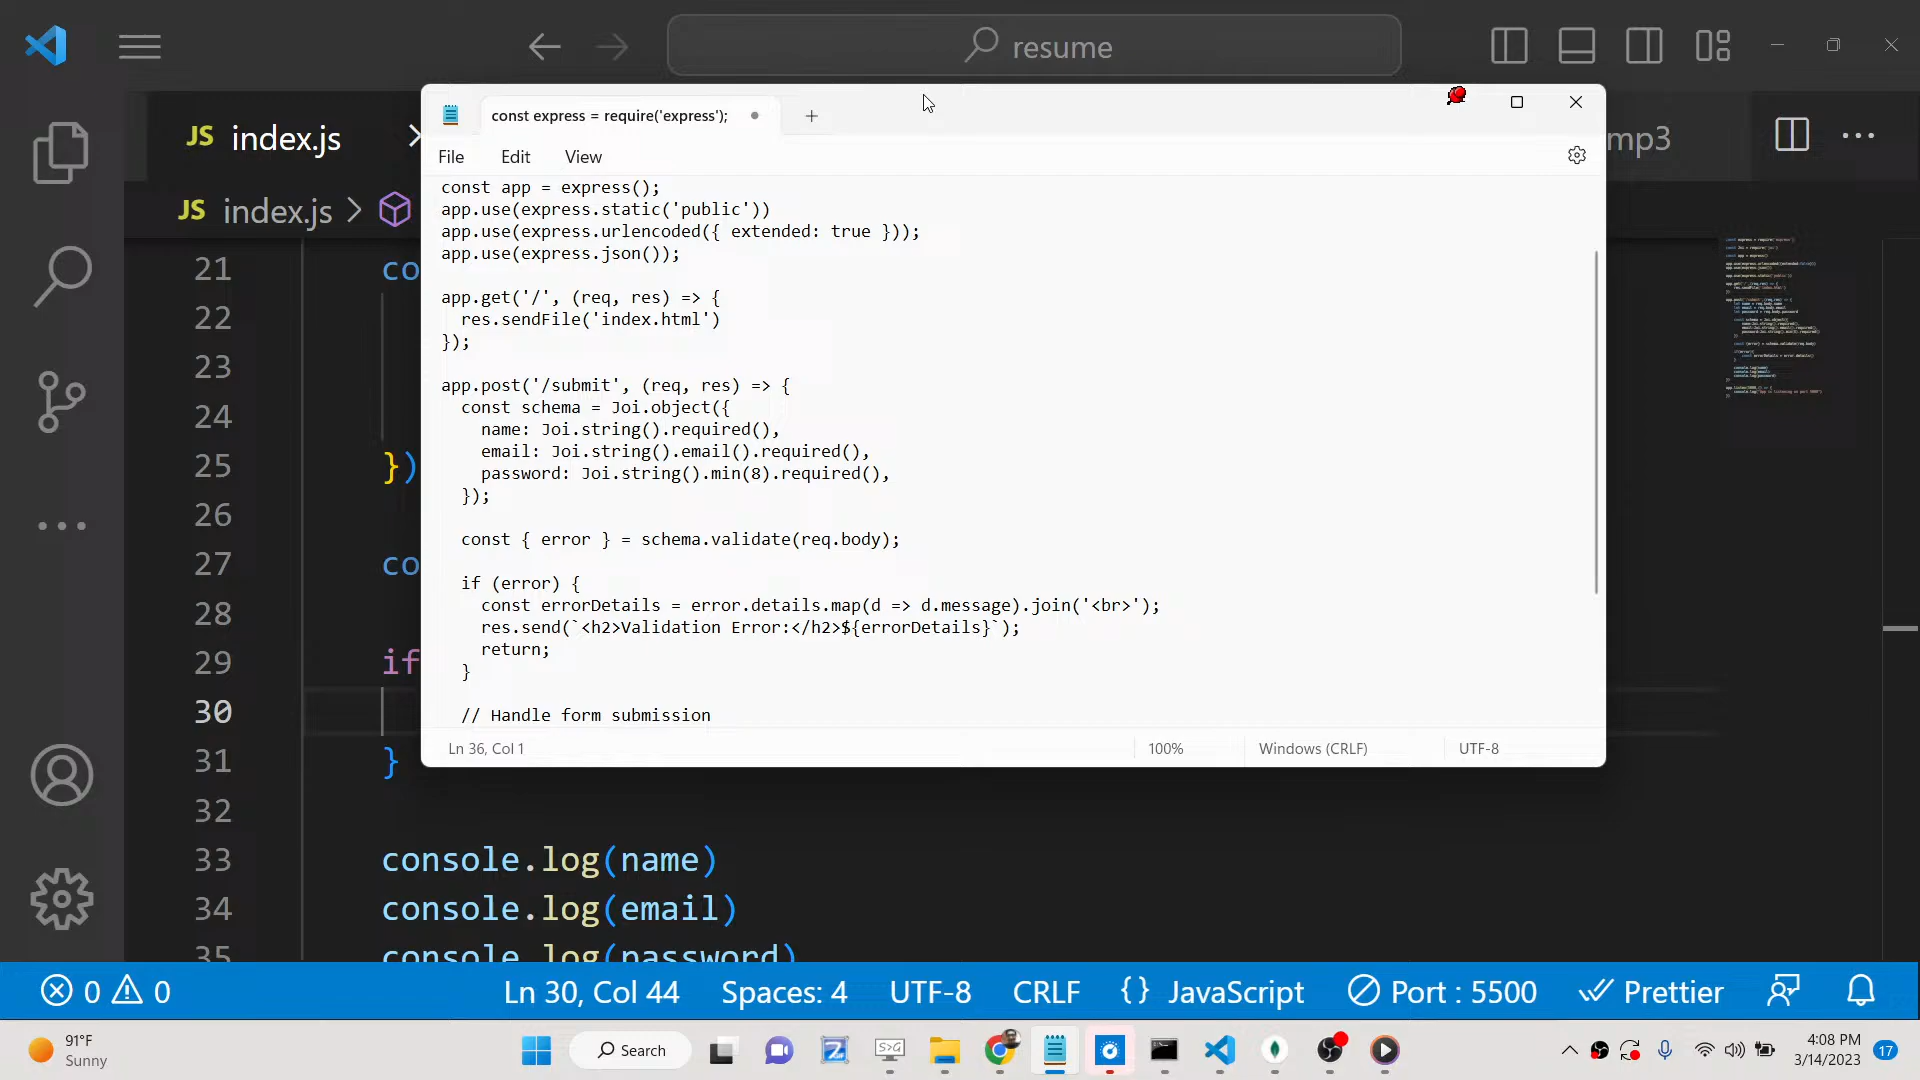 resume
JS index.js
mp3
JS index.js
const express = require('express');
File Edit View
const app = express();
app.use(express.static('public'))
app.use(express.urlencoded({ extended: true }));
app.use(express.json());
app.get('/', (req, res) => {
res.sendFile('index.html')
});
app.post('/submit', (req, res) => {
const schema = Joi.object({
name: Joi.string().required(),
email: Joi.string().email().required(),
password: Joi.string().min(8).required(),
});
const { error } = schema.validate(req.body);
if (error) {
const errorDetails = error.details.map(d => d.message).join('<br>');
res.send(`<h2>Validation Error:</h2>${errorDetails}`);
return;
}
// Handle form submission
Ln 36, Col 1 100% Windows (CRLF) UTF-8
21 co
22
23
24
25 })
26
27 co
28
29 if
30
31 }
32
33 console.log(name)
34 console.log(email)
35 console.log(password)
0 0 Ln 30, Col 44 Spaces: 4 UTF-8 CRLF {} JavaScript Port : 5500 Prettier
91°F
Sunny
Search
4:08 PM
3/14/2023
17